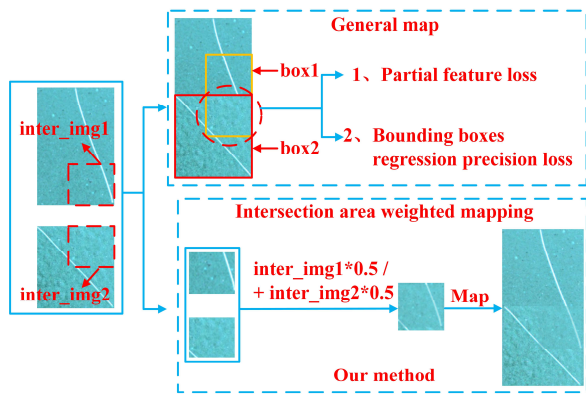 General map
box1
1、Partial feature loss
inter_img1
box2
2、Bounding boxes
regression precision loss
Intersection area weighted mapping
inter_img2
inter_img1*0.5 /
+ inter_img2*0.5
Map
Our method